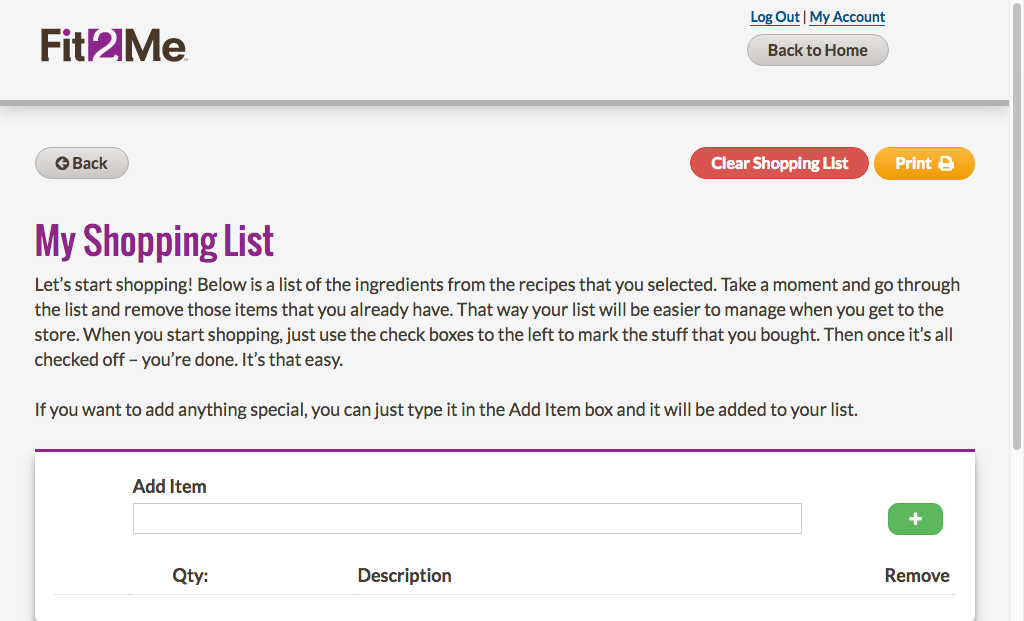 Log Out | My Account
Fit2Me
Back to Home
Back
Clear Shopping List
Print
My Shopping List
Let’s start shopping! Below is a list of the ingredients from the recipes that you selected. Take a moment and go through
the list and remove those items that you already have. That way your list will be easier to manage when you get to the
store. When you start shopping, just use the check boxes to the left to mark the stuff that you bought. Then once it’s all
checked off – you’re done. It’s that easy.
If you want to add anything special, you can just type it in the Add Item box and it will be added to your list.
Add Item
+
Qty: Description Remove